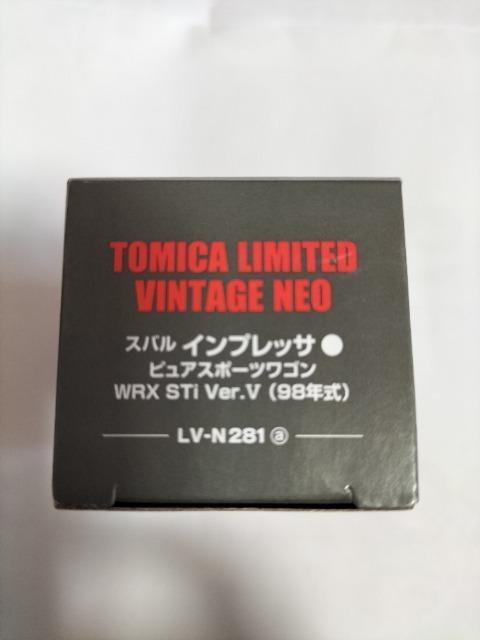 TOMICA LIMITED
VINTAGE NEO
スバル インプレッサ ●
ピュアスポーツワゴン
WRX STi Ver.V（98年式）
LV-N281 ⓐ